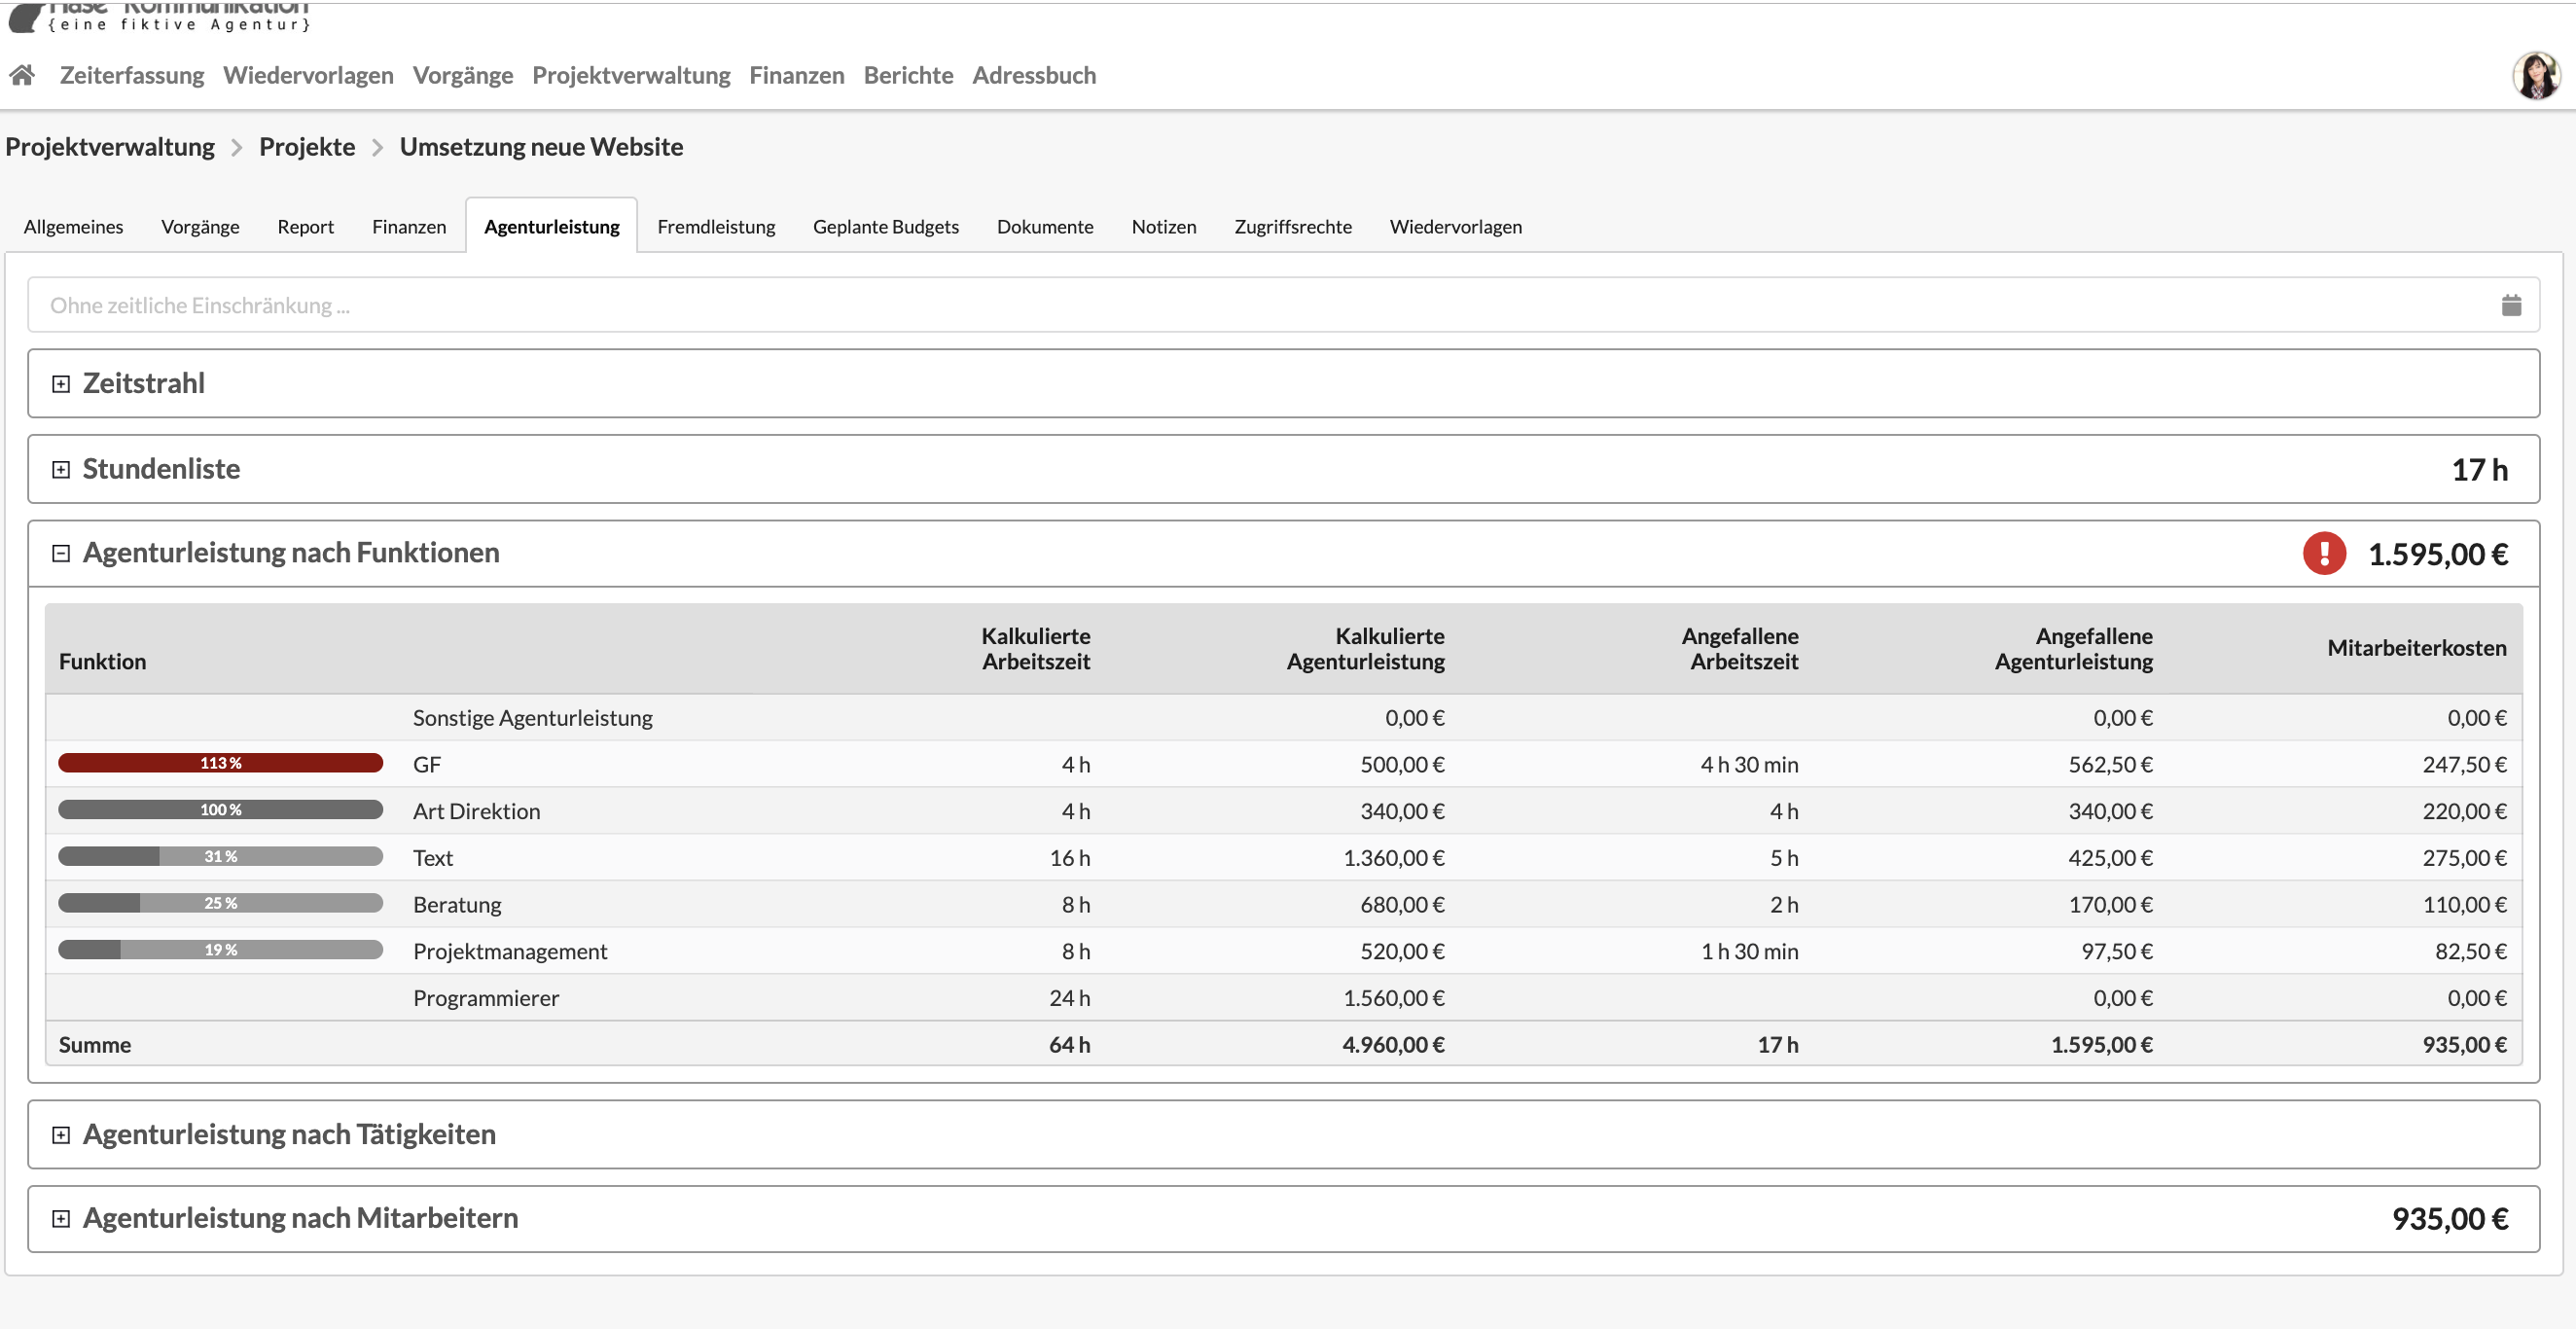 Hase Kommunikation
{eine fiktive Agentur}
Zeiterfassung Wiedervorlagen Vorgänge Projektverwaltung Finanzen Berichte Adressbuch
Projektverwaltung > Projekte > Umsetzung neue Website
Allgemeines Vorgänge Report Finanzen Agenturleistung Fremdleistung Geplante Budgets Dokumente Notizen Zugriffsrechte Wiedervorlagen
Ohne zeitliche Einschränkung ...
Zeitstrahl
Stundenliste 17 h
Agenturleistung nach Funktionen 1.595,00 €
Funktion Kalkulierte Arbeitszeit Kalkulierte Agenturleistung Angefallene Arbeitszeit Angefallene Agenturleistung Mitarbeiterkosten
Sonstige Agenturleistung 0,00 € 0,00 € 0,00 €
113 % GF 4 h 500,00 € 4 h 30 min 562,50 € 247,50 €
100 % Art Direktion 4 h 340,00 € 4 h 340,00 € 220,00 €
31 % Text 16 h 1.360,00 € 5 h 425,00 € 275,00 €
25 % Beratung 8 h 680,00 € 2 h 170,00 € 110,00 €
19 % Projektmanagement 8 h 520,00 € 1 h 30 min 97,50 € 82,50 €
Programmierer 24 h 1.560,00 € 0,00 € 0,00 €
Summe 64 h 4.960,00 € 17 h 1.595,00 € 935,00 €
Agenturleistung nach Tätigkeiten
Agenturleistung nach Mitarbeitern 935,00 €